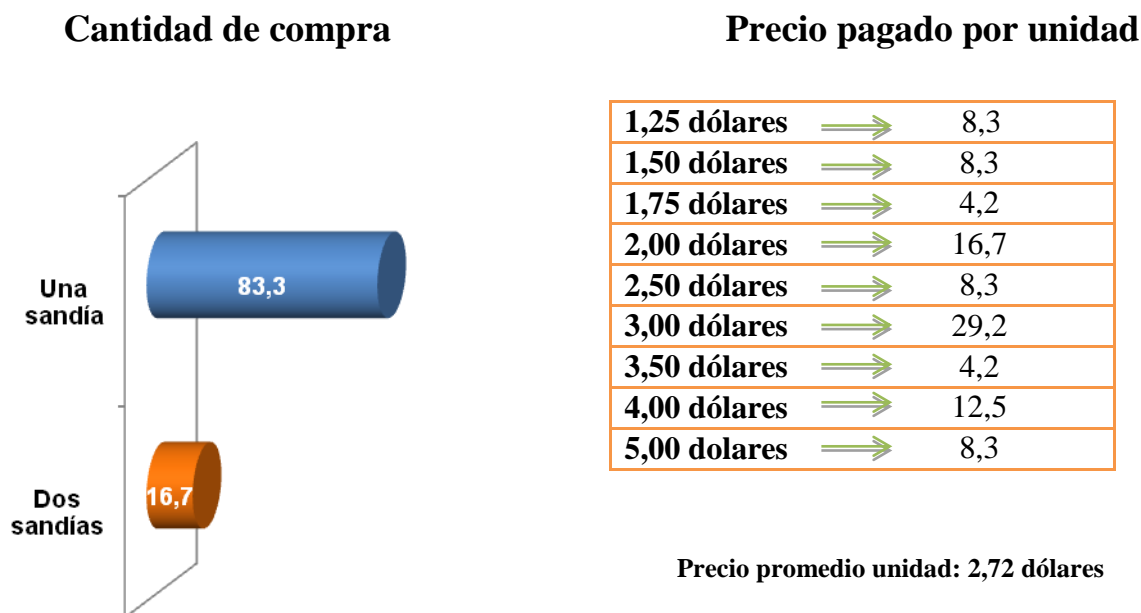 Cantidad de compra
Una
sandía
83,3
Dos
sandías
16,7
Precio pagado por unidad
1,25 dólares 8,3
1,50 dólares 8,3
1,75 dólares 4,2
2,00 dólares 16,7
2,50 dólares 8,3
3,00 dólares 29,2
3,50 dólares 4,2
4,00 dólares 12,5
5,00 dolares 8,3
Precio promedio unidad: 2,72 dólares